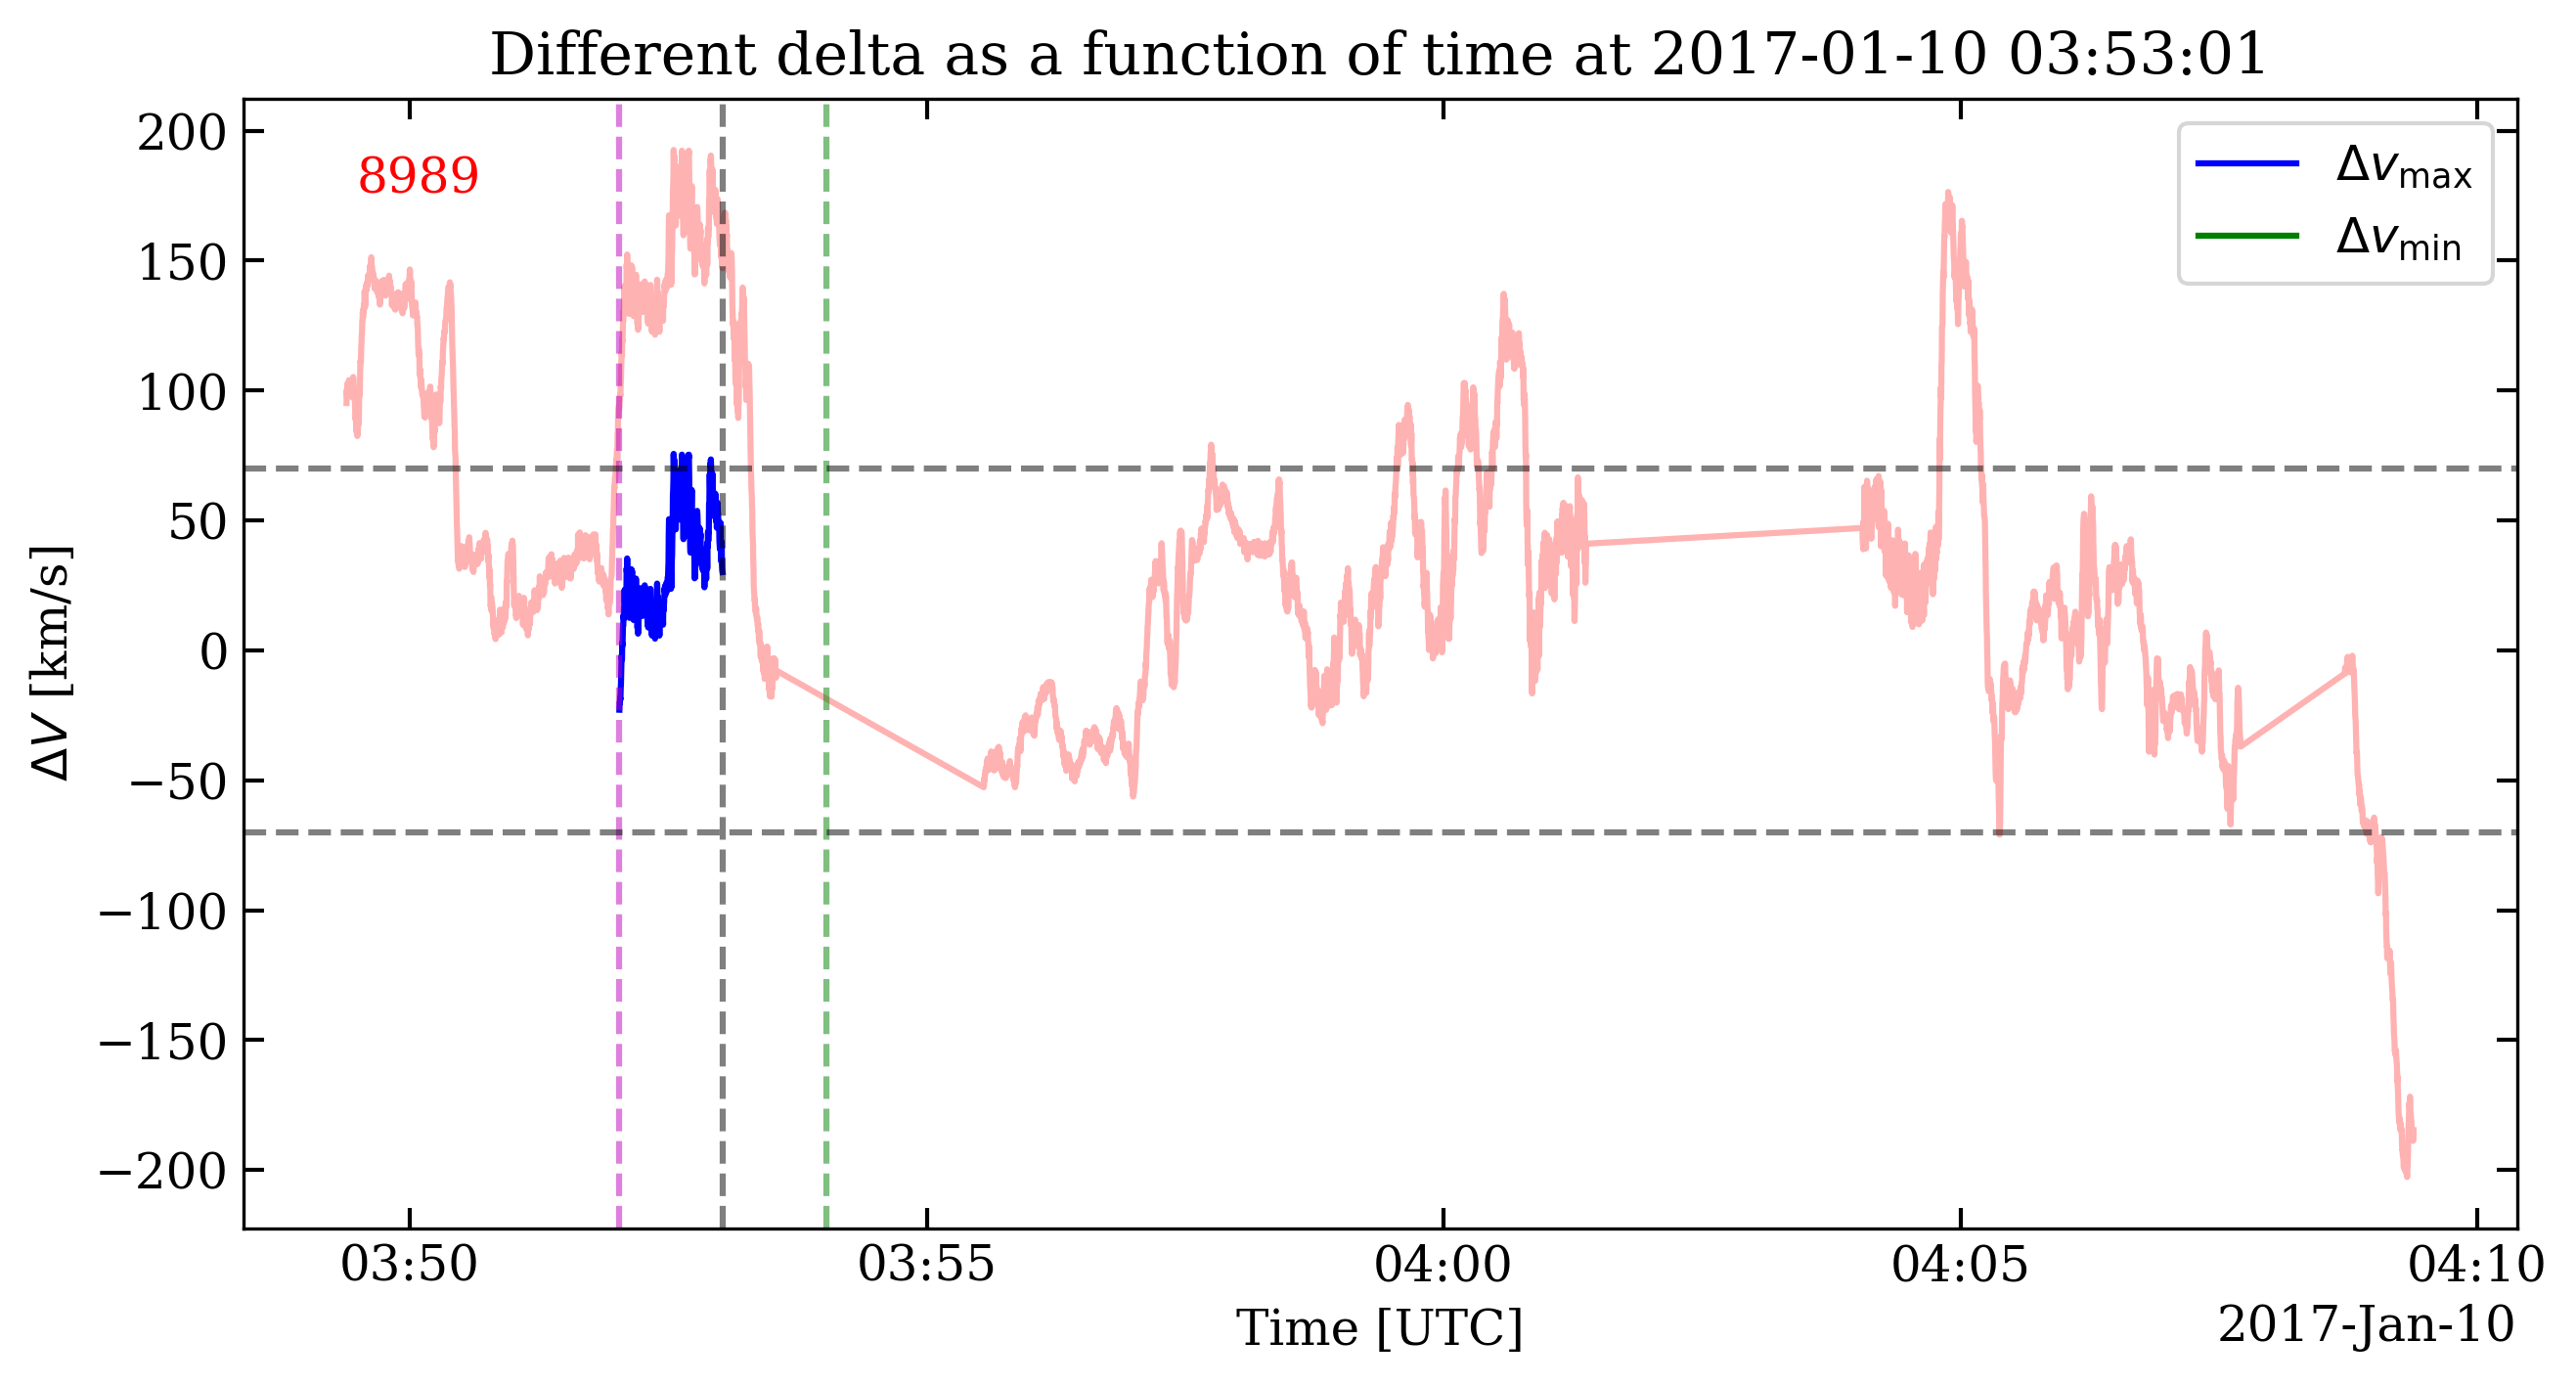 Different delta as a function of time at 2017-01-10 03:53:01
8989
Δv_max
Δv_min
200
150
100
50
0
−50
−100
−150
−200
ΔV [km/s]
03:50 03:55 04:00 04:05 04:10
Time [UTC]
2017-Jan-10